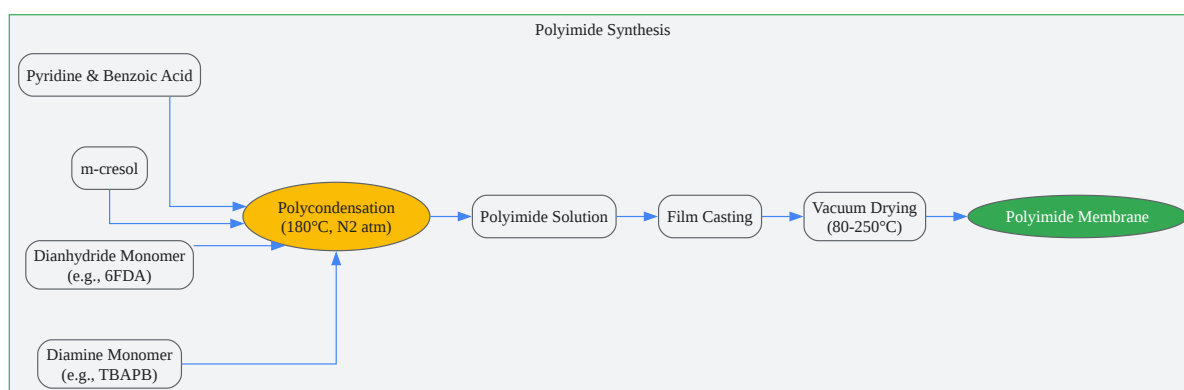 Polyimide Synthesis
Pyridine & Benzoic Acid
m-cresol
Dianhydride Monomer
(e.g., 6FDA)
Diamine Monomer
(e.g., TBAPB)
Polycondensation
(180°C, N2 atm)
Polyimide Solution
Film Casting
Vacuum Drying
(80-250°C)
Polyimide Membrane